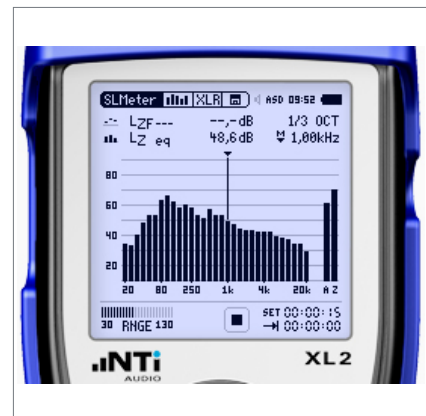 SLMeter XLR ASD 09:52
LZF--- --,-dB 1/3 OCT
LZ eq 48,6dB M 1,00kHz
80
60
40
20
20 80 250 1k 4k 20k A Z
30 RNGE 130
SET 00:00:15
00:00:00
NTi
AUDIO
XL2